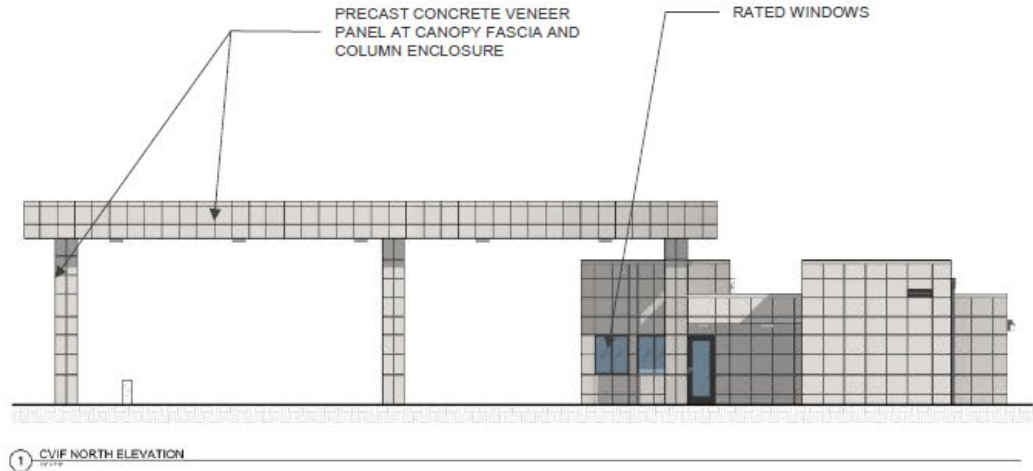 PRECAST CONCRETE VENEER
PANEL AT CANOPY FASCIA AND
COLUMN ENCLOSURE
RATED WINDOWS
1 CVIF NORTH ELEVATION